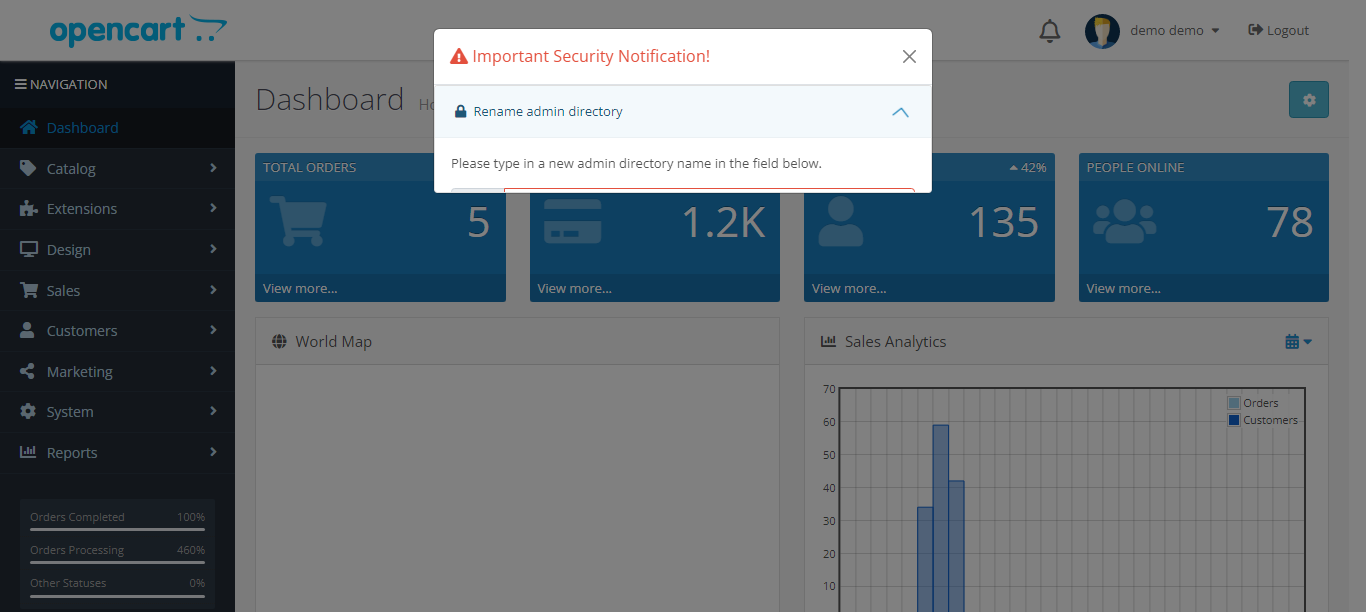 opencart
demo demo
Logout
Important Security Notification!
NAVIGATION
Rename admin directory
Please type in a new admin directory name in the field below.
Dashboard
Catalog
Extensions
Design
Sales
Customers
Marketing
System
Reports
Orders Completed 100%
Orders Processing 460%
Other Statuses 0%
Dashboard
TOTAL ORDERS
5
View more...
1.2K
View more...
42%
135
View more...
PEOPLE ONLINE
78
View more...
World Map
Sales Analytics
70
60
50
40
30
20
10
Orders
Customers